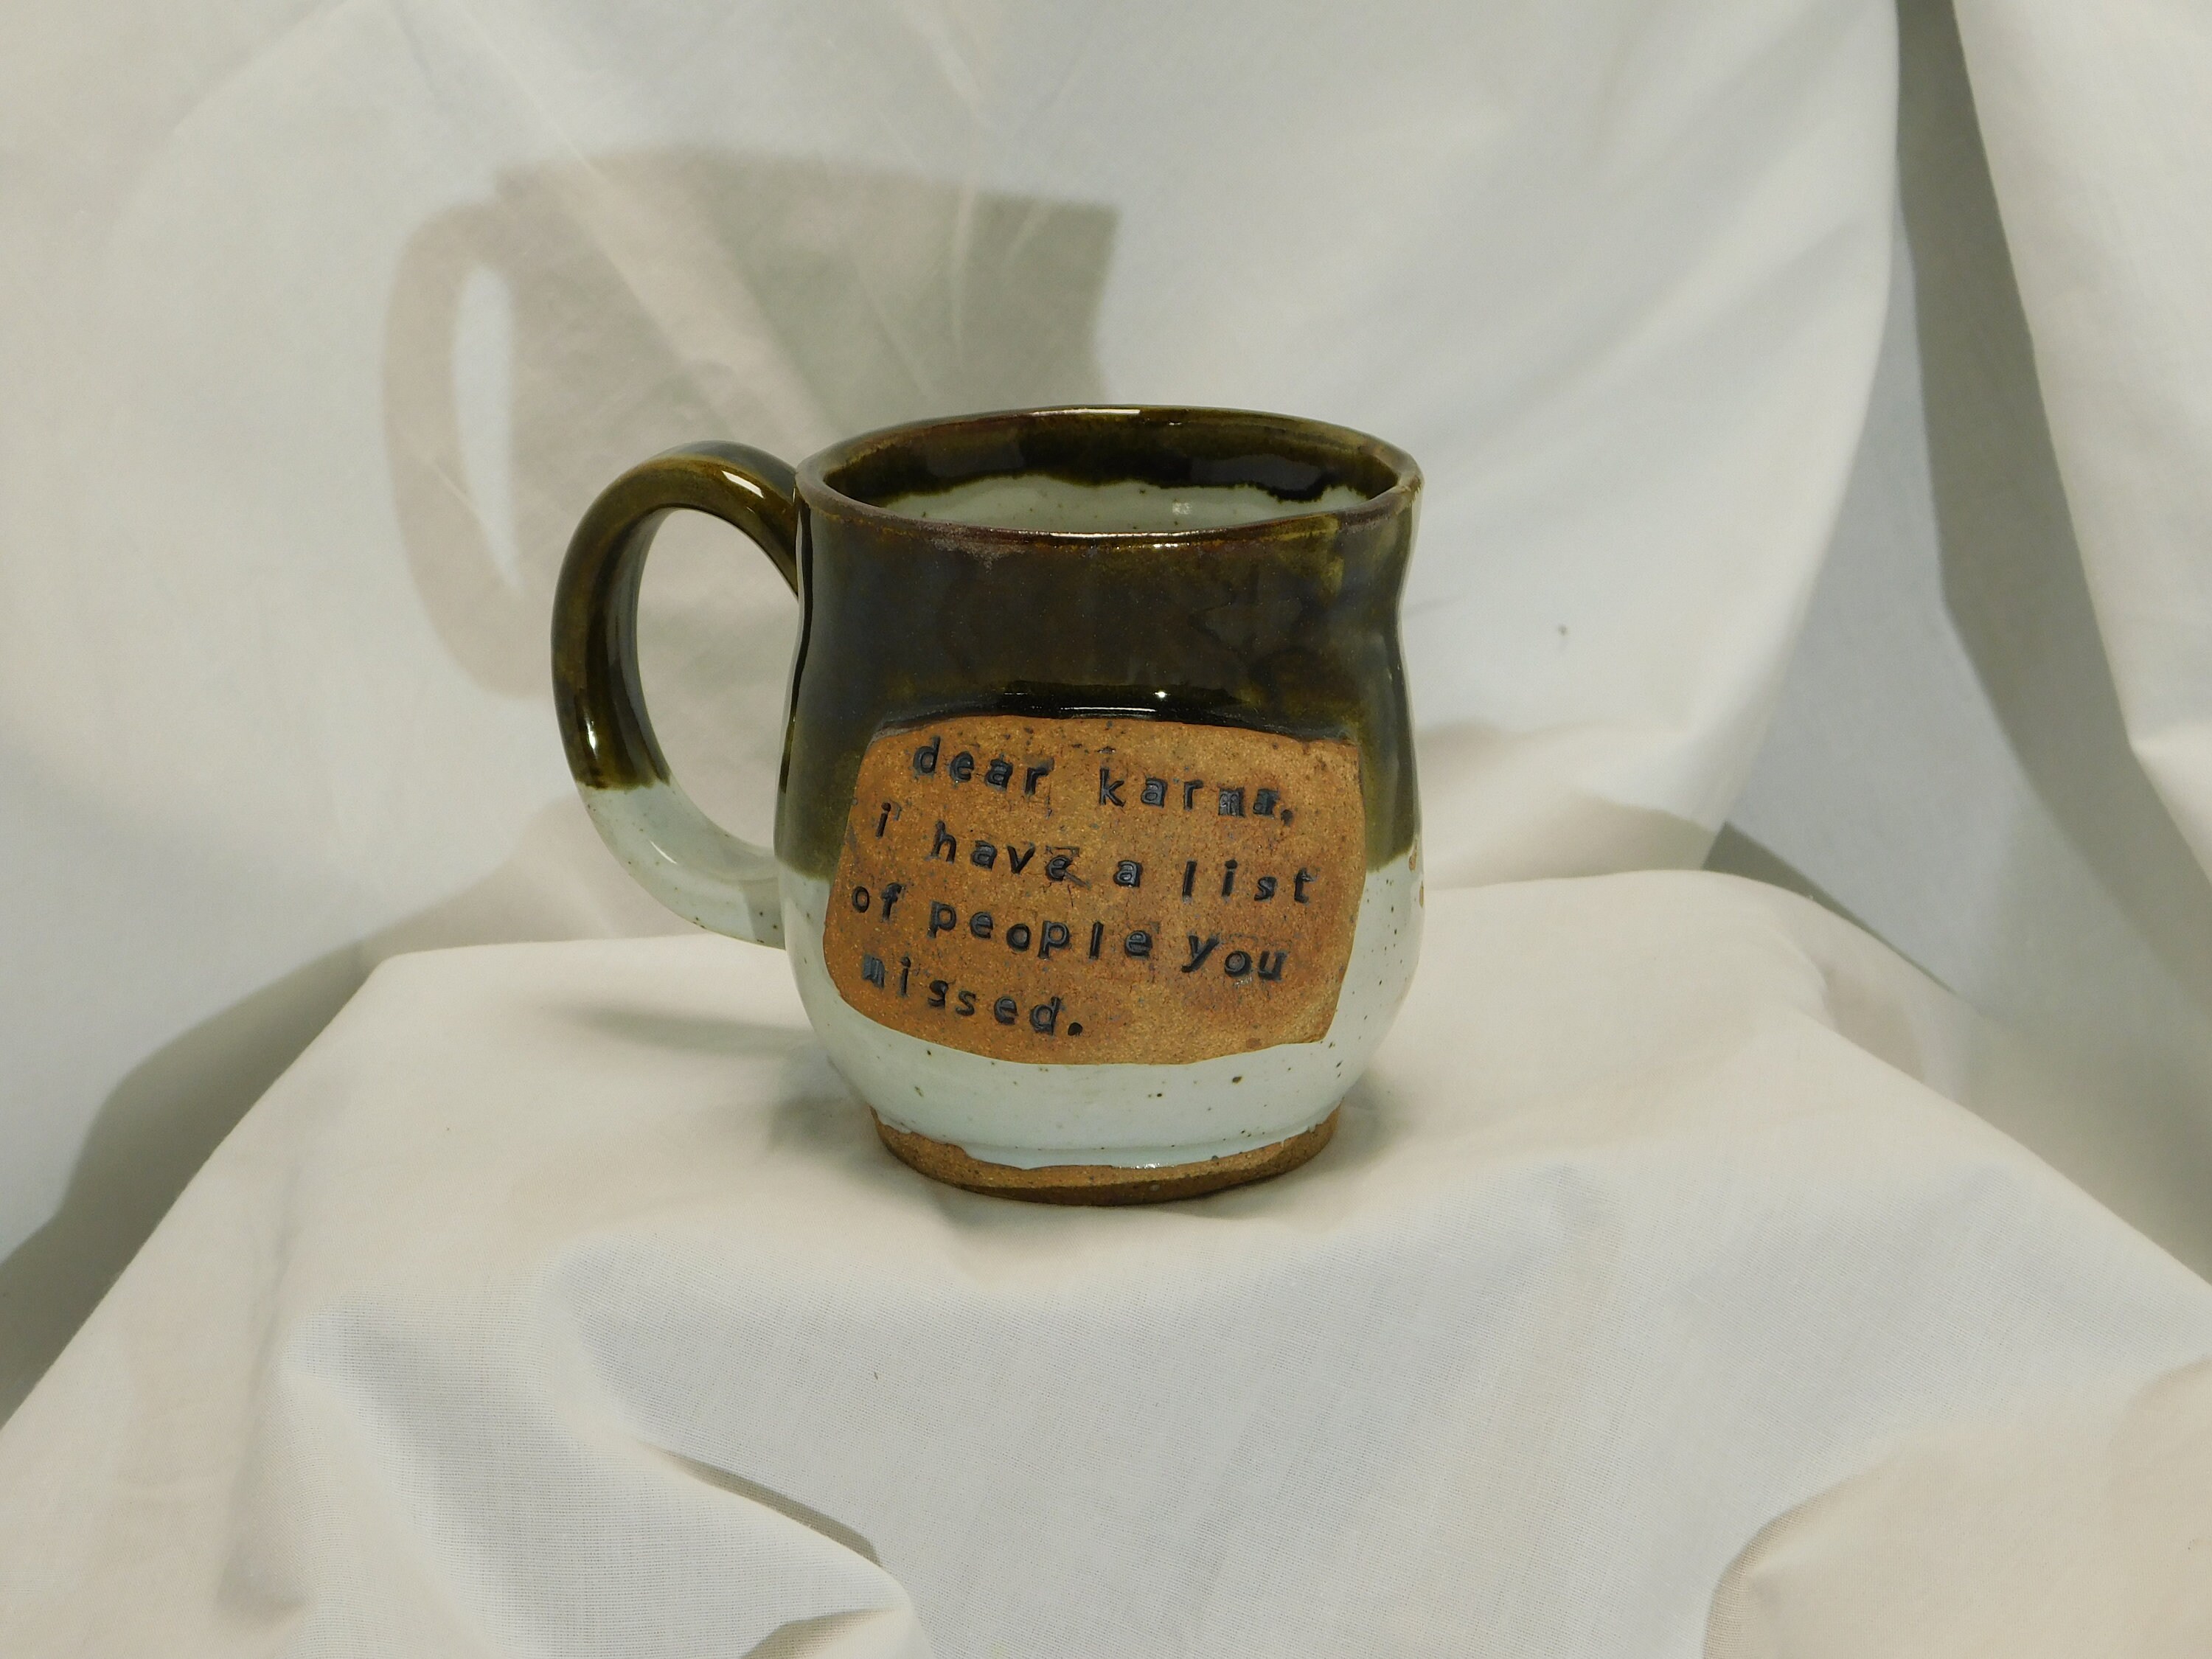 dear karma,
i have a list
of people you
missed.